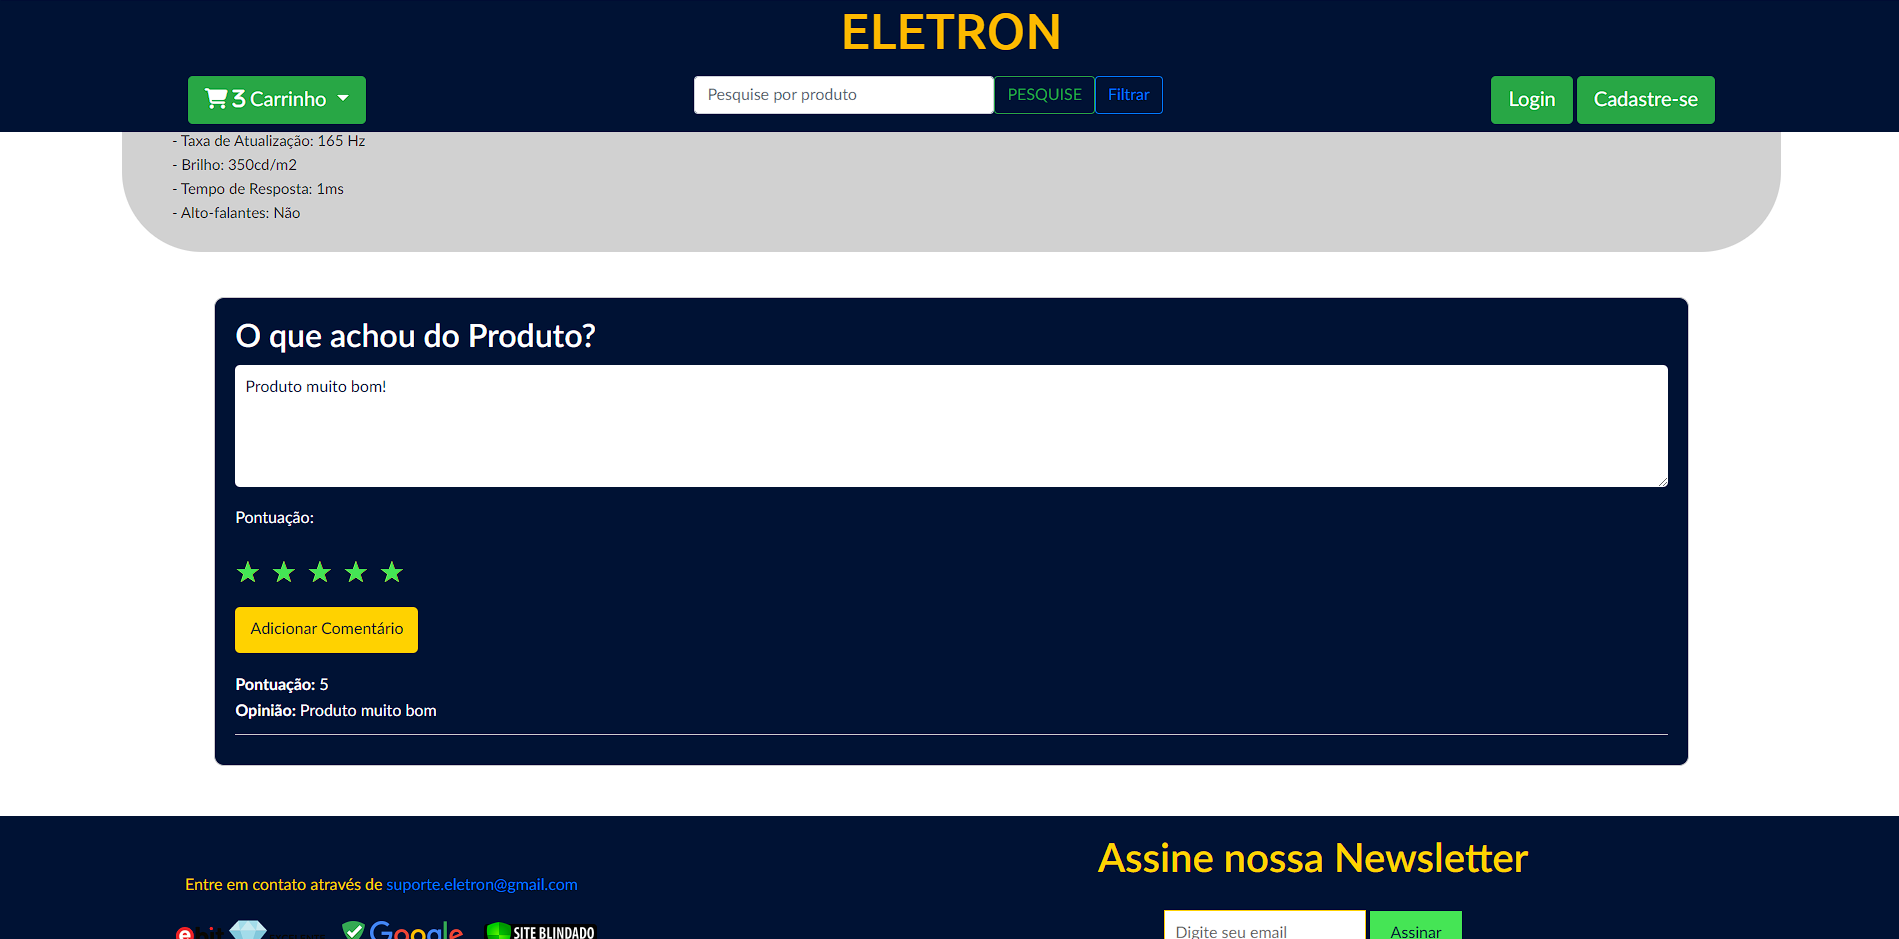 ELETRON
3 Carrinho
Pesquise por produto
PESQUISE
Filtrar
Login
Cadastre-se
- Taxa de Atualização: 165 Hz
- Brilho: 350cd/m2
- Tempo de Resposta: 1ms
- Alto-falantes: Não
O que achou do Produto?
Produto muito bom!
Pontuação:
★ ★ ★ ★ ★
Adicionar Comentário
Pontuação: 5
Opinião: Produto muito bom
Assine nossa Newsletter
Entre em contato através de suporte.eletron@gmail.com
Digite seu email
Assinar
ebit
Google
SITE BLINDADO